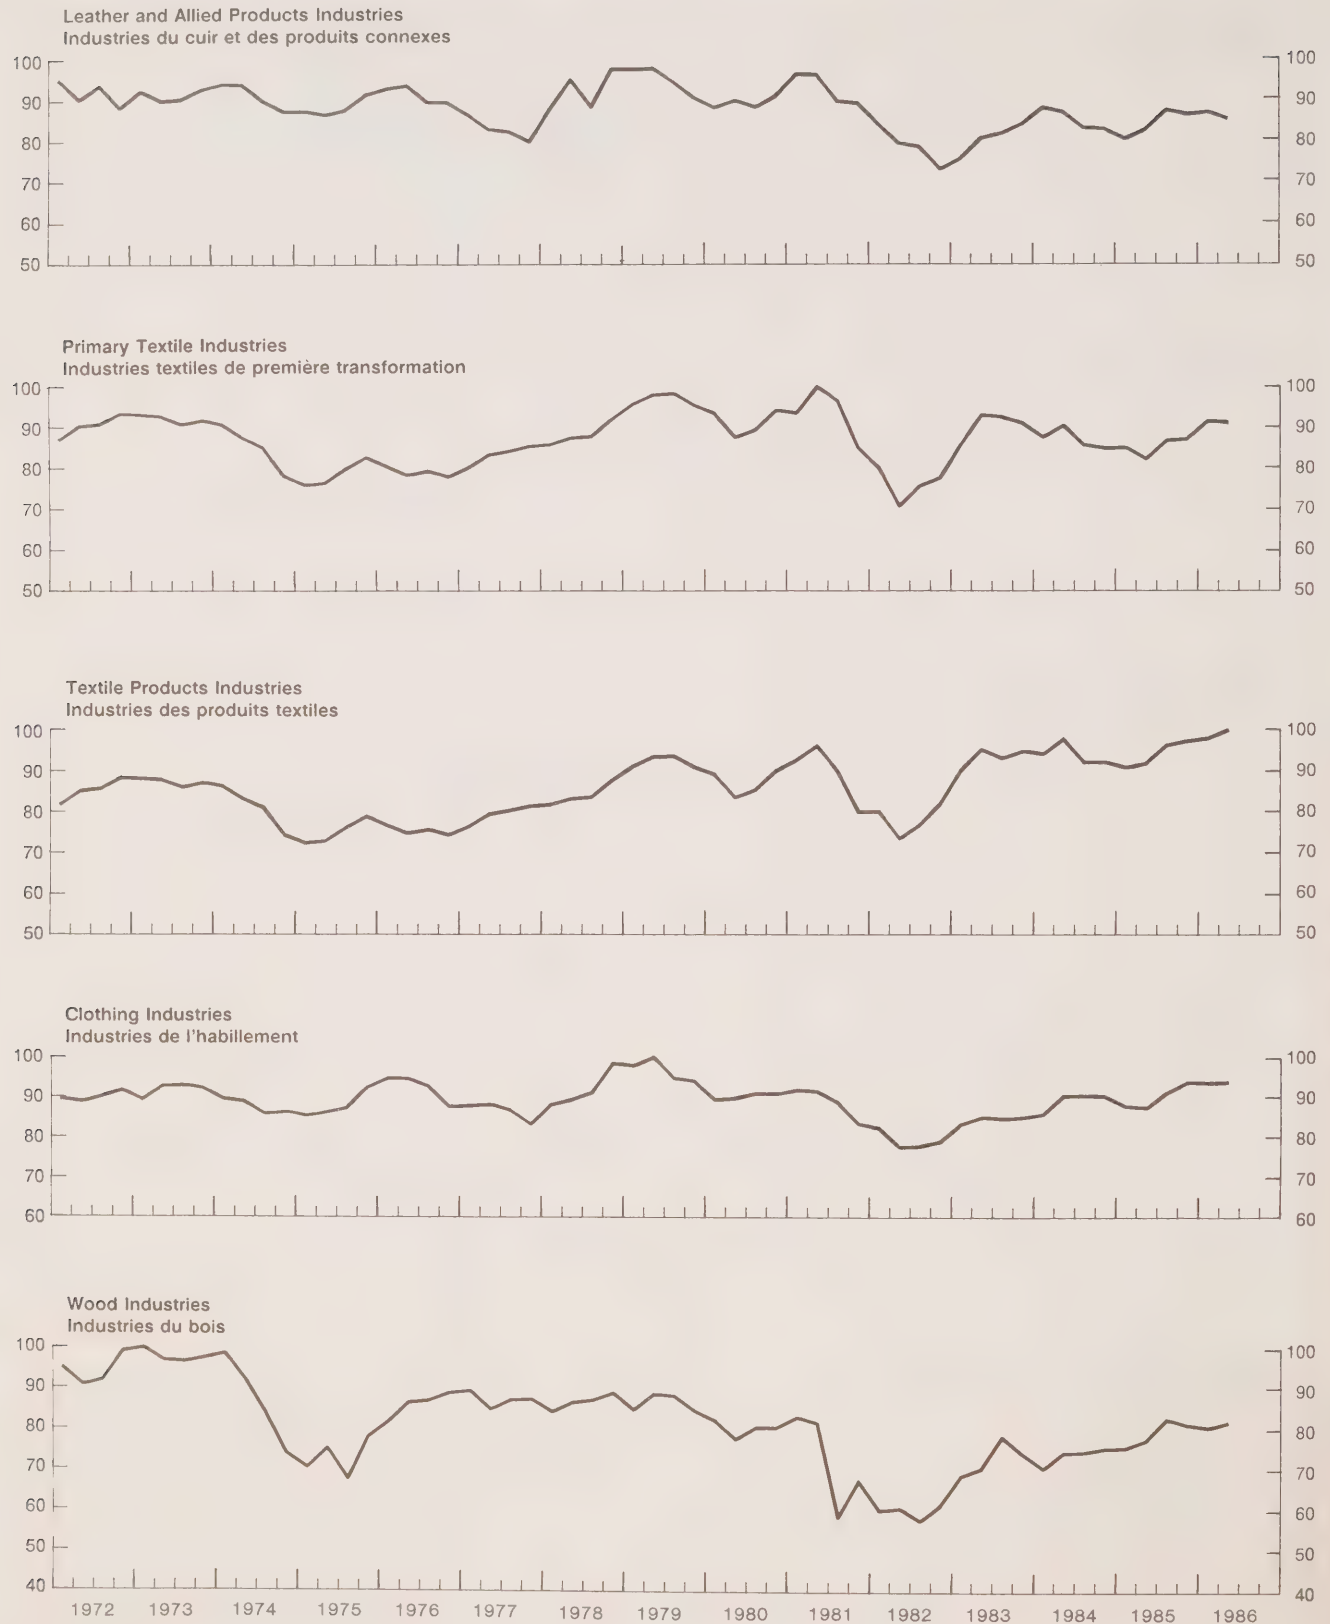 Leather and Allied Products Industries
Industries du cuir et des produits connexes
100 100
90 90
80 80
70 70
60 60
50 50
Primary Textile Industries
Industries textiles de première transformation
100 100
90 90
80 80
70 70
60 60
50 50
Textile Products Industries
Industries des produits textiles
100 100
90 90
80 80
70 70
60 60
50 50
Clothing Industries
Industries de l'habillement
100 100
90 90
80 80
70 70
60 60
Wood Industries
Industries du bois
100 100
90 90
80 80
70 70
60 60
50 50
40 40
1972 1973 1974 1975 1976 1977 1978 1979 1980 1981 1982 1983 1984 1985 1986